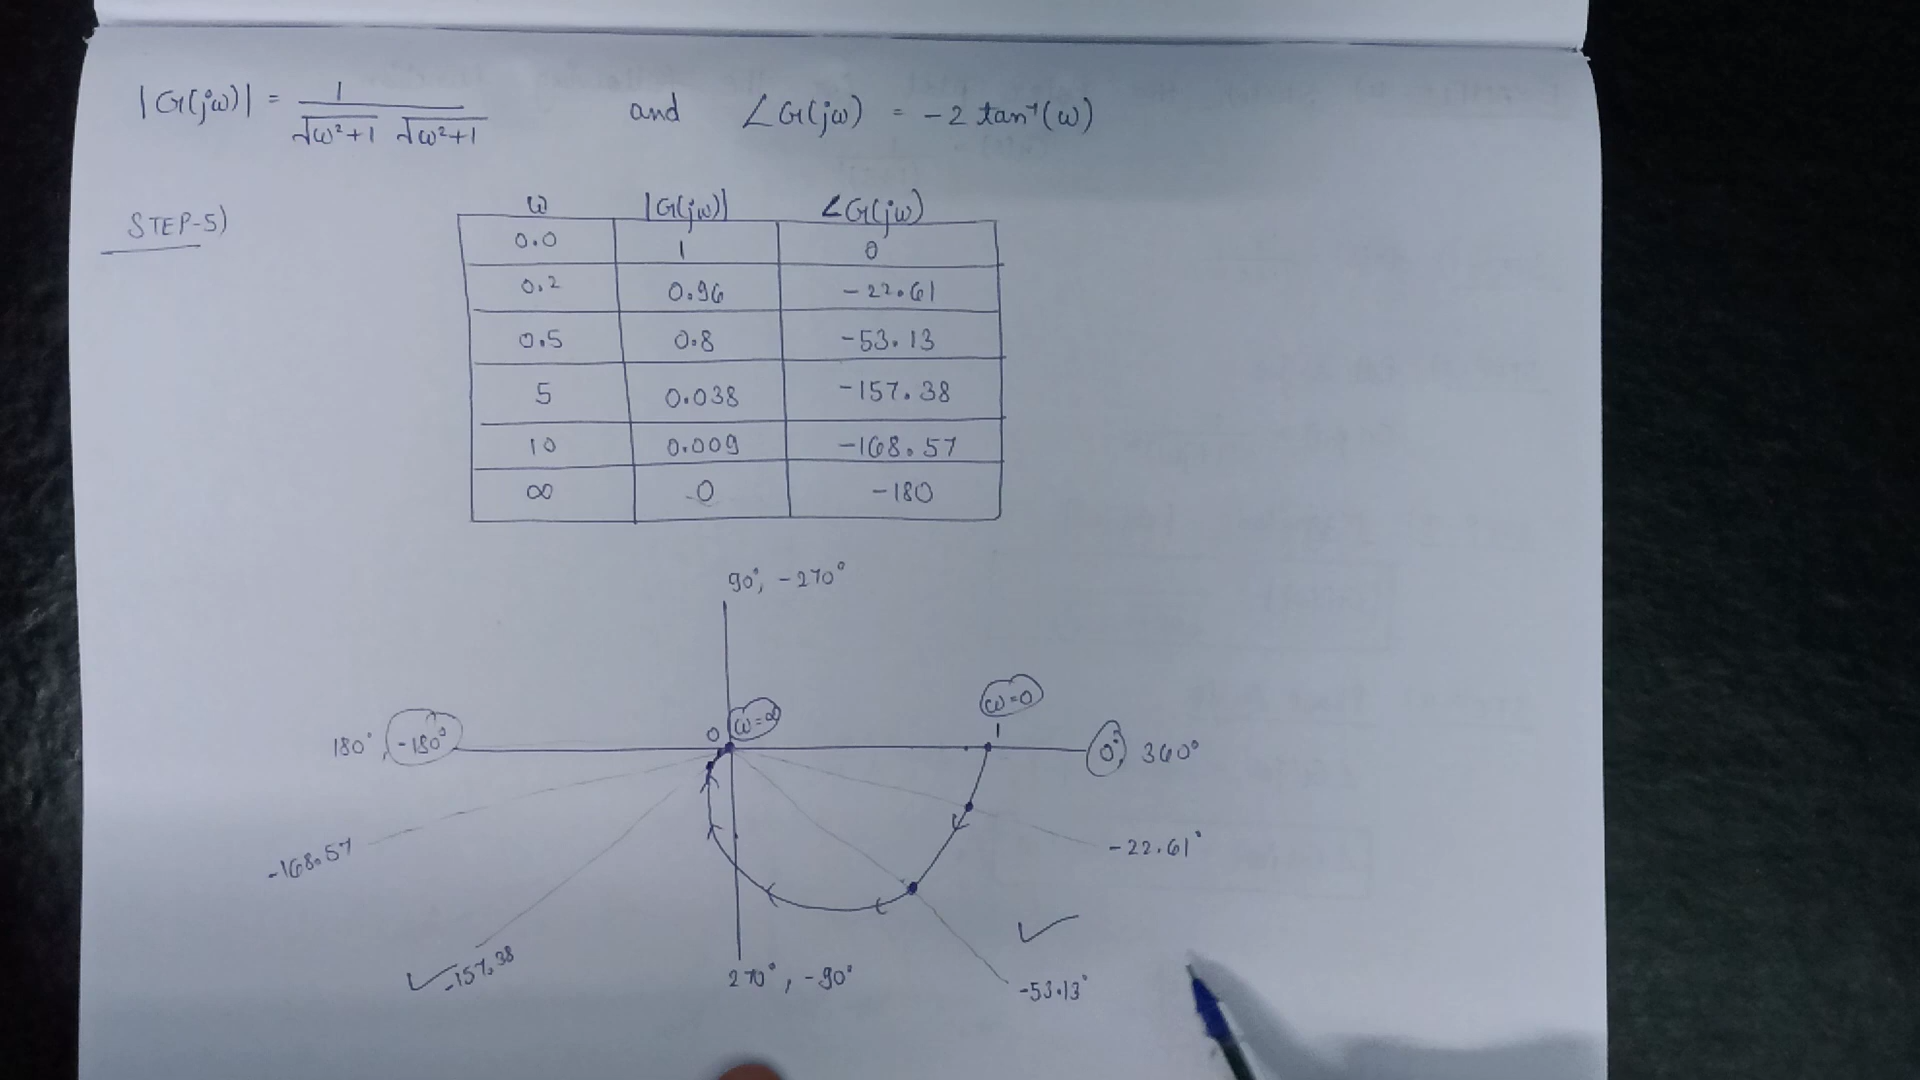 |G(jω)| = 1 / √ω²+1 √ω²+1 and ∠G(jω) = -2 tan⁻¹(ω)
STEP-5)
ω |G(jω)| ∠G(jω)
0.0 1 0
0.2 0.96 -22.61
0.5 0.8 -53.13
5 0.038 -157.38
10 0.009 -168.57
∞ 0 -180
90°, -270°
ω=0
0 ω=∞ 1
180°, -180° 0°, 360°
-22.61°
-168.57
-157.38
270°, -90°
-53.13°